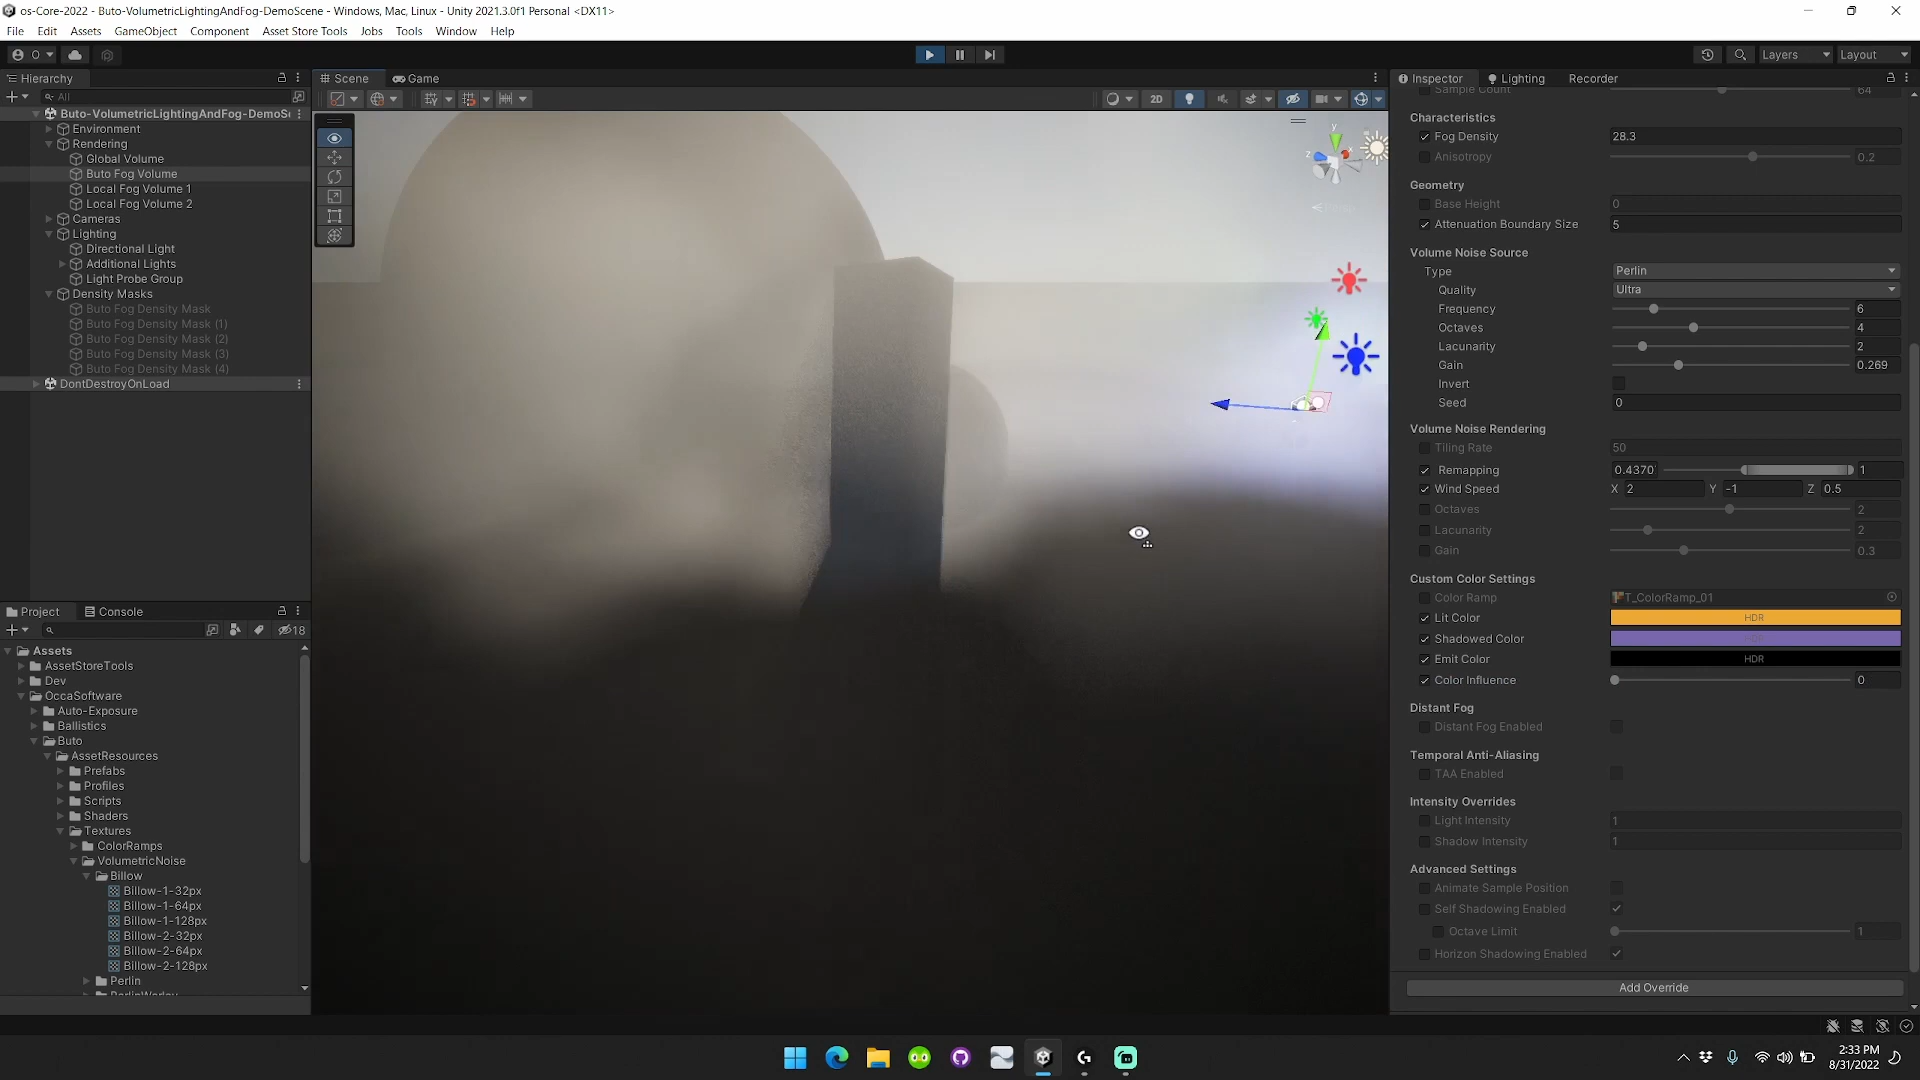 os-Core-2022 - Buto-VolumetricLightingAndFog-DemoScene - Windows, Mac, Linux - Unity 2021.3.0f1 Personal <DX11>
File Edit Assets GameObject Component Asset Store Tools Jobs Tools Window Help
O
Layers Layout
Hierarchy
All
Buto-VolumetricLightingAndFog-DemoSc
Environment
Rendering
Global Volume
Buto Fog Volume
Local Fog Volume 1
Local Fog Volume 2
Cameras
Lighting
Directional Light
Additional Lights
Light Probe Group
Density Masks
Buto Fog Density Mask
Buto Fog Density Mask (1)
Buto Fog Density Mask (2)
Buto Fog Density Mask (3)
Buto Fog Density Mask (4)
DontDestroyOnLoad
Project Console
18
Assets
AssetStoreTools
Dev
OccaSoftware
Auto-Exposure
Ballistics
Buto
AssetResources
Prefabs
Profiles
Scripts
Shaders
Textures
ColorRamps
VolumetricNoise
Billow
Billow-1-32px
Billow-1-64px
Billow-1-128px
Billow-2-32px
Billow-2-64px
Billow-2-128px
Perlin
PerlinWorley
Scene Game
2D
y
x
z
Inspector Lighting Recorder
Sample Count 64
Characteristics
Fog Density 28.3
Anisotropy 0.2
Geometry
Base Height 0
Attenuation Boundary Size 5
Volume Noise Source
Type Perlin
Quality Ultra
Frequency 6
Octaves 4
Lacunarity 2
Gain 0.269
Invert
Seed 0
Volume Noise Rendering
Tiling Rate 50
Remapping 0.4370 1
Wind Speed X 2 Y -1 Z 0.5
Octaves 2
Lacunarity 2
Gain 0.3
Custom Color Settings
Color Ramp T_ColorRamp_01
Lit Color HDR
Shadowed Color HDR
Emit Color HDR
Color Influence 0
Distant Fog
Distant Fog Enabled
Temporal Anti-Aliasing
TAA Enabled
Intensity Overrides
Light Intensity 1
Shadow Intensity 1
Advanced Settings
Animate Sample Position
Self Shadowing Enabled
Octave Limit 1
Horizon Shadowing Enabled
Add Override
2:33 PM
8/31/2022